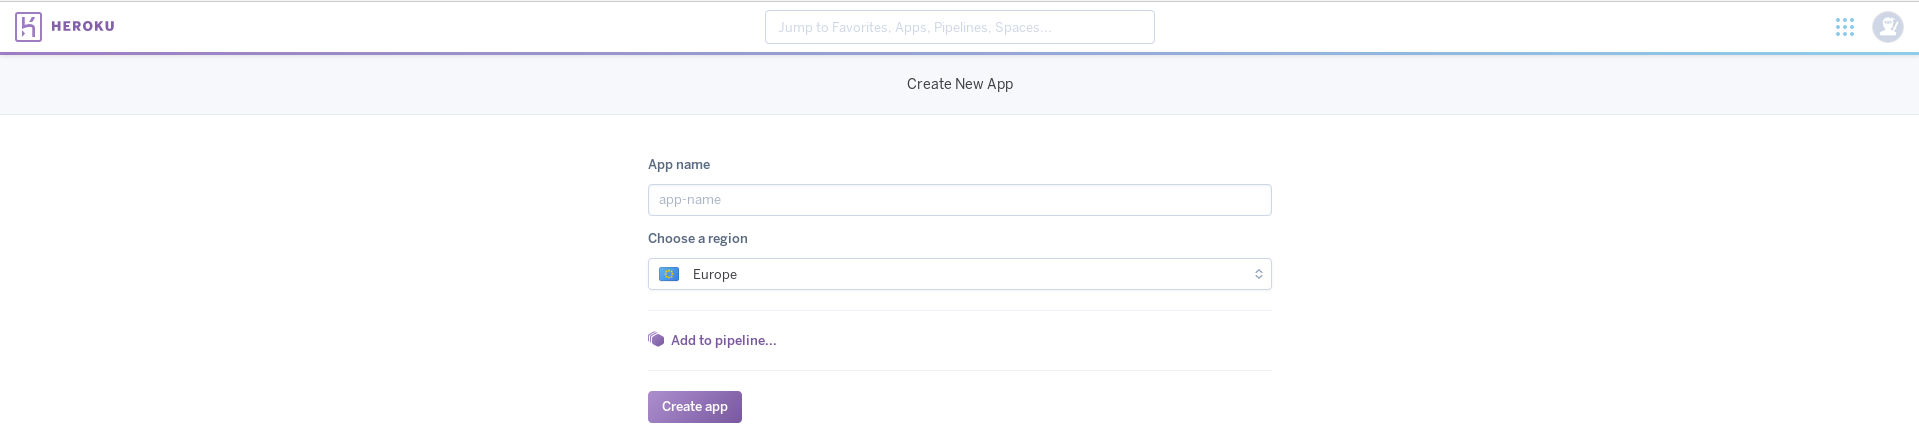 HEROKU
Jump to Favorites, Apps, Pipelines, Spaces...
Create New App
App name
app-name
Choose a region
Europe
Add to pipeline...
Create app